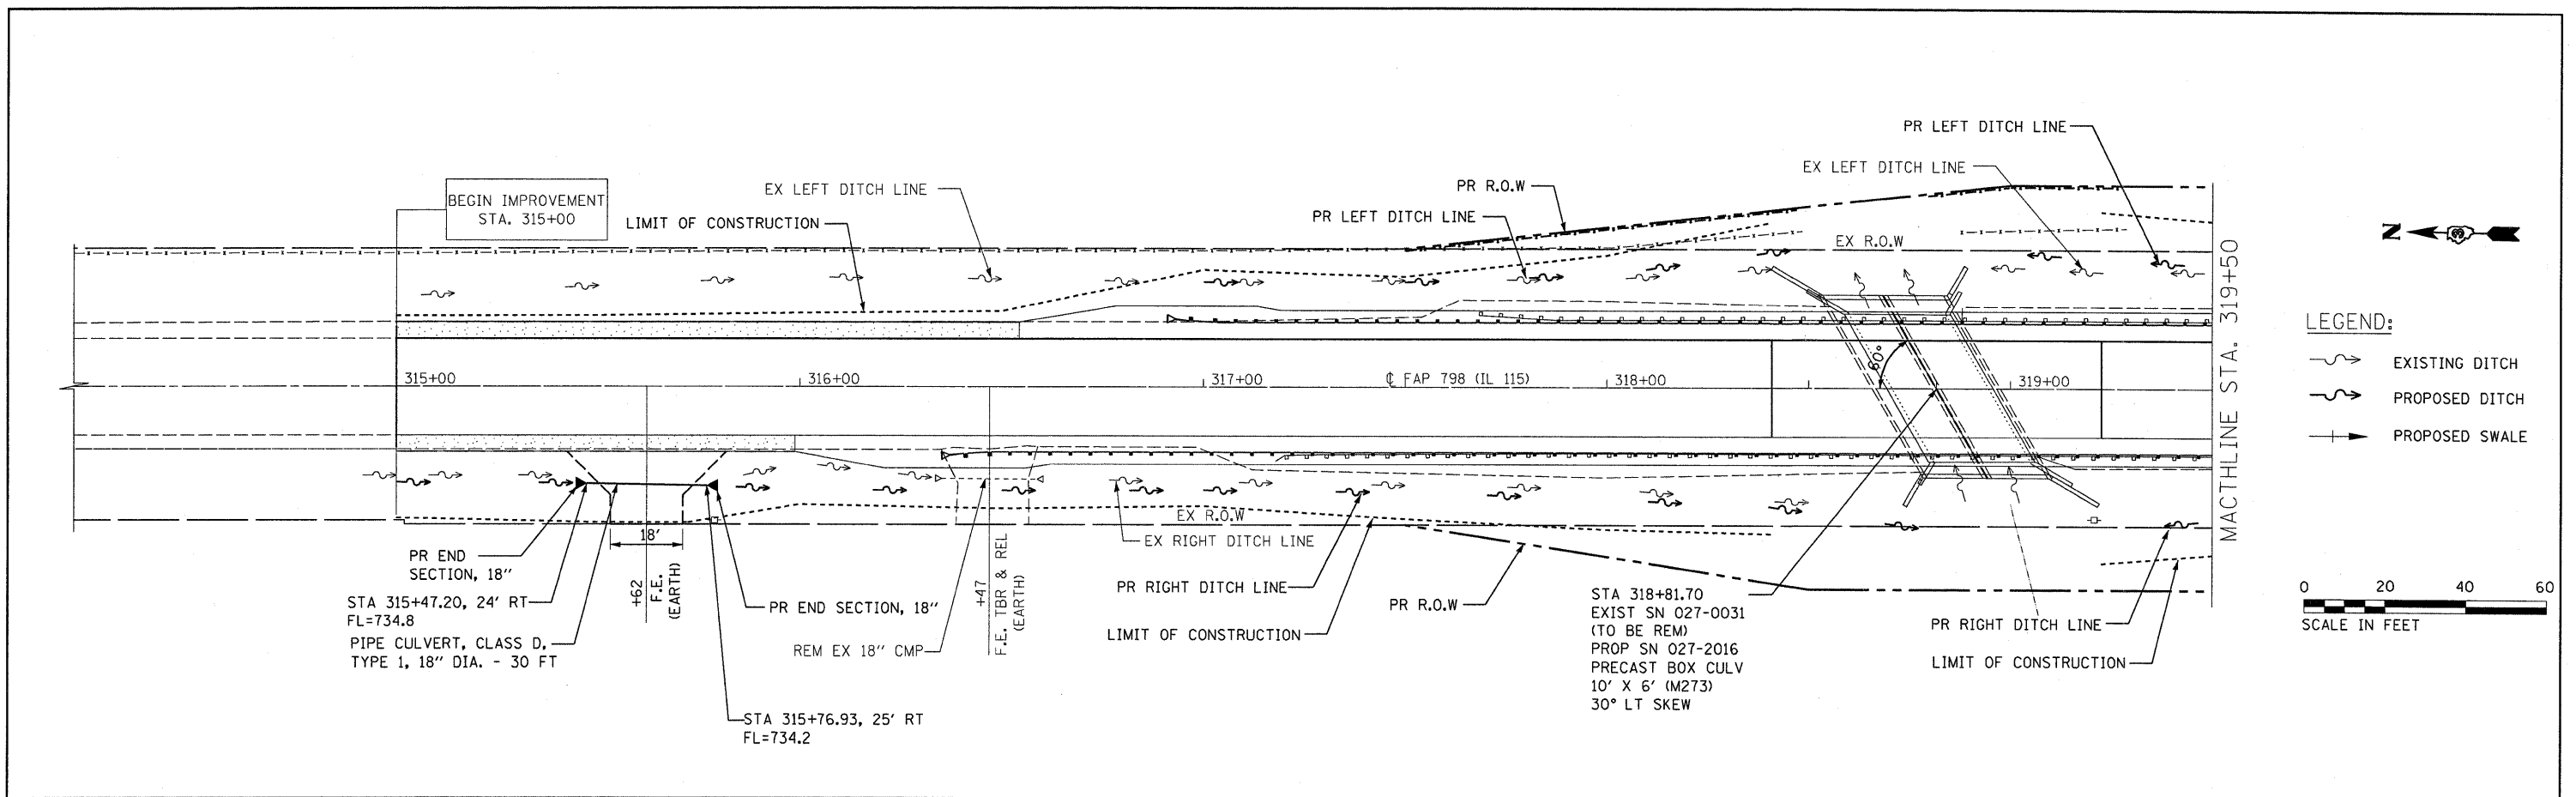 PR LEFT DITCH LINE
EX LEFT DITCH LINE
BEGIN IMPROVEMENT
STA. 315+00
EX LEFT DITCH LINE
LIMIT OF CONSTRUCTION
PR R.O.W
PR LEFT DITCH LINE
EX R.O.W
N
MACTHLINE STA. 319+50
LEGEND:
EXISTING DITCH
PROPOSED DITCH
PROPOSED SWALE
315+00
316+00
317+00
℄ FAP 798 (IL 115)
318+00
60°
319+00
EX R.O.W
18'
EX RIGHT DITCH LINE
PR END
SECTION, 18"
+62
F.E.
(EARTH)
+47
F.E. TBR & REL
(EARTH)
STA 315+47.20, 24' RT
FL=734.8
PIPE CULVERT, CLASS D,
TYPE 1, 18" DIA. - 30 FT
PR END SECTION, 18"
REM EX 18" CMP
STA 315+76.93, 25' RT
FL=734.2
PR RIGHT DITCH LINE
LIMIT OF CONSTRUCTION
PR R.O.W
STA 318+81.70
EXIST SN 027-0031
(TO BE REM)
PROP SN 027-2016
PRECAST BOX CULV
10' X 6' (M273)
30° LT SKEW
PR RIGHT DITCH LINE
LIMIT OF CONSTRUCTION
0 20 40 60
SCALE IN FEET